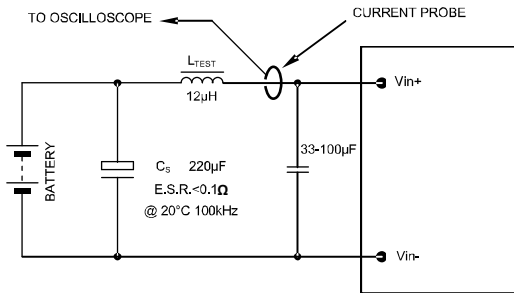 TO OSCILLOSCOPE
CURRENT PROBE
LTEST
12µH
Vin+
BATTERY
CS 220µF
E.S.R.<0.1Ω
@ 20°C 100kHz
33-100µF
Vin-